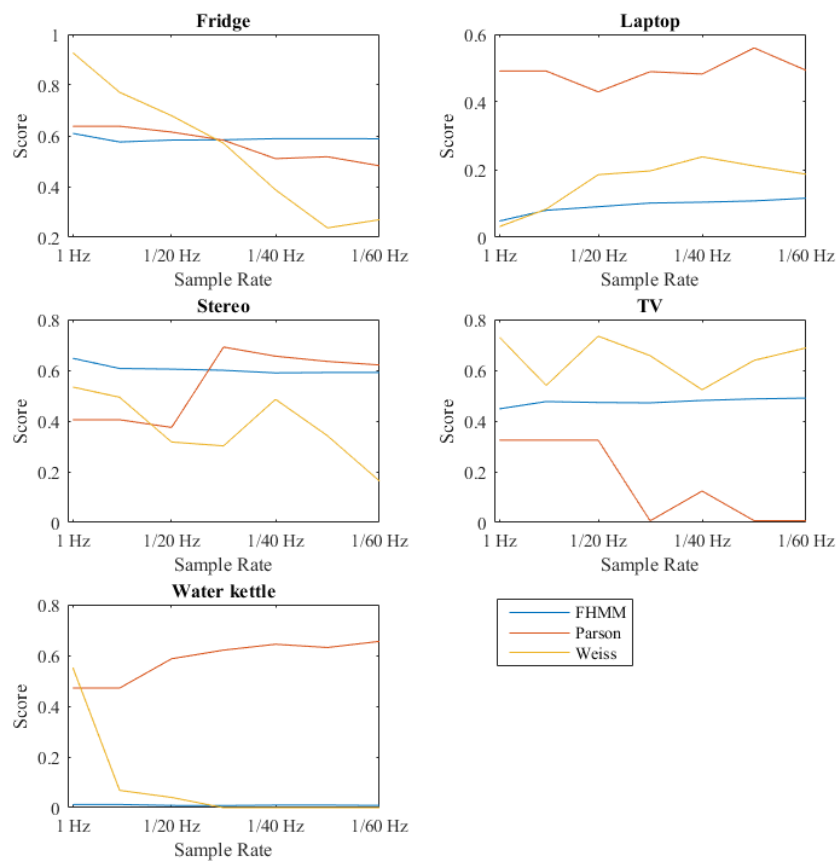 Fridge
1
0.8
0.6
0.4
0.2
Score
1 Hz 1/20 Hz 1/40 Hz 1/60 Hz
Sample Rate
Laptop
0.6
0.4
0.2
0
Score
1 Hz 1/20 Hz 1/40 Hz 1/60 Hz
Sample Rate
Stereo
0.8
0.6
0.4
0.2
0
Score
1 Hz 1/20 Hz 1/40 Hz 1/60 Hz
Sample Rate
TV
0.8
0.6
0.4
0.2
0
Score
1 Hz 1/20 Hz 1/40 Hz 1/60 Hz
Sample Rate
Water kettle
0.8
0.6
0.4
0.2
0
Score
1 Hz 1/20 Hz 1/40 Hz 1/60 Hz
Sample Rate
FHMM
Parson
Weiss